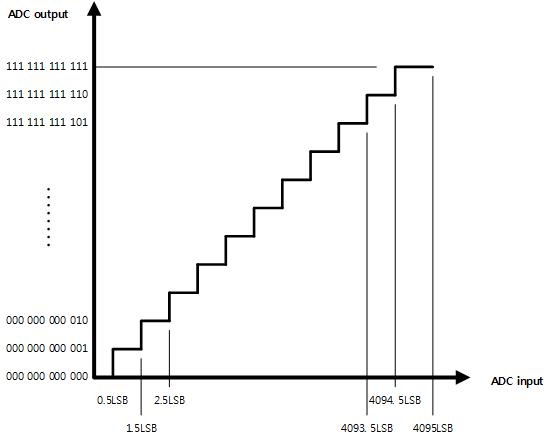 ADC output
111 111 111 111
111 111 111 110
111 111 111 101
000 000 000 010
000 000 000 001
000 000 000 000
ADC input
0.5LSB
2.5LSB
4094. 5LSB
1.5LSB
4093. 5LSB
4095LSB